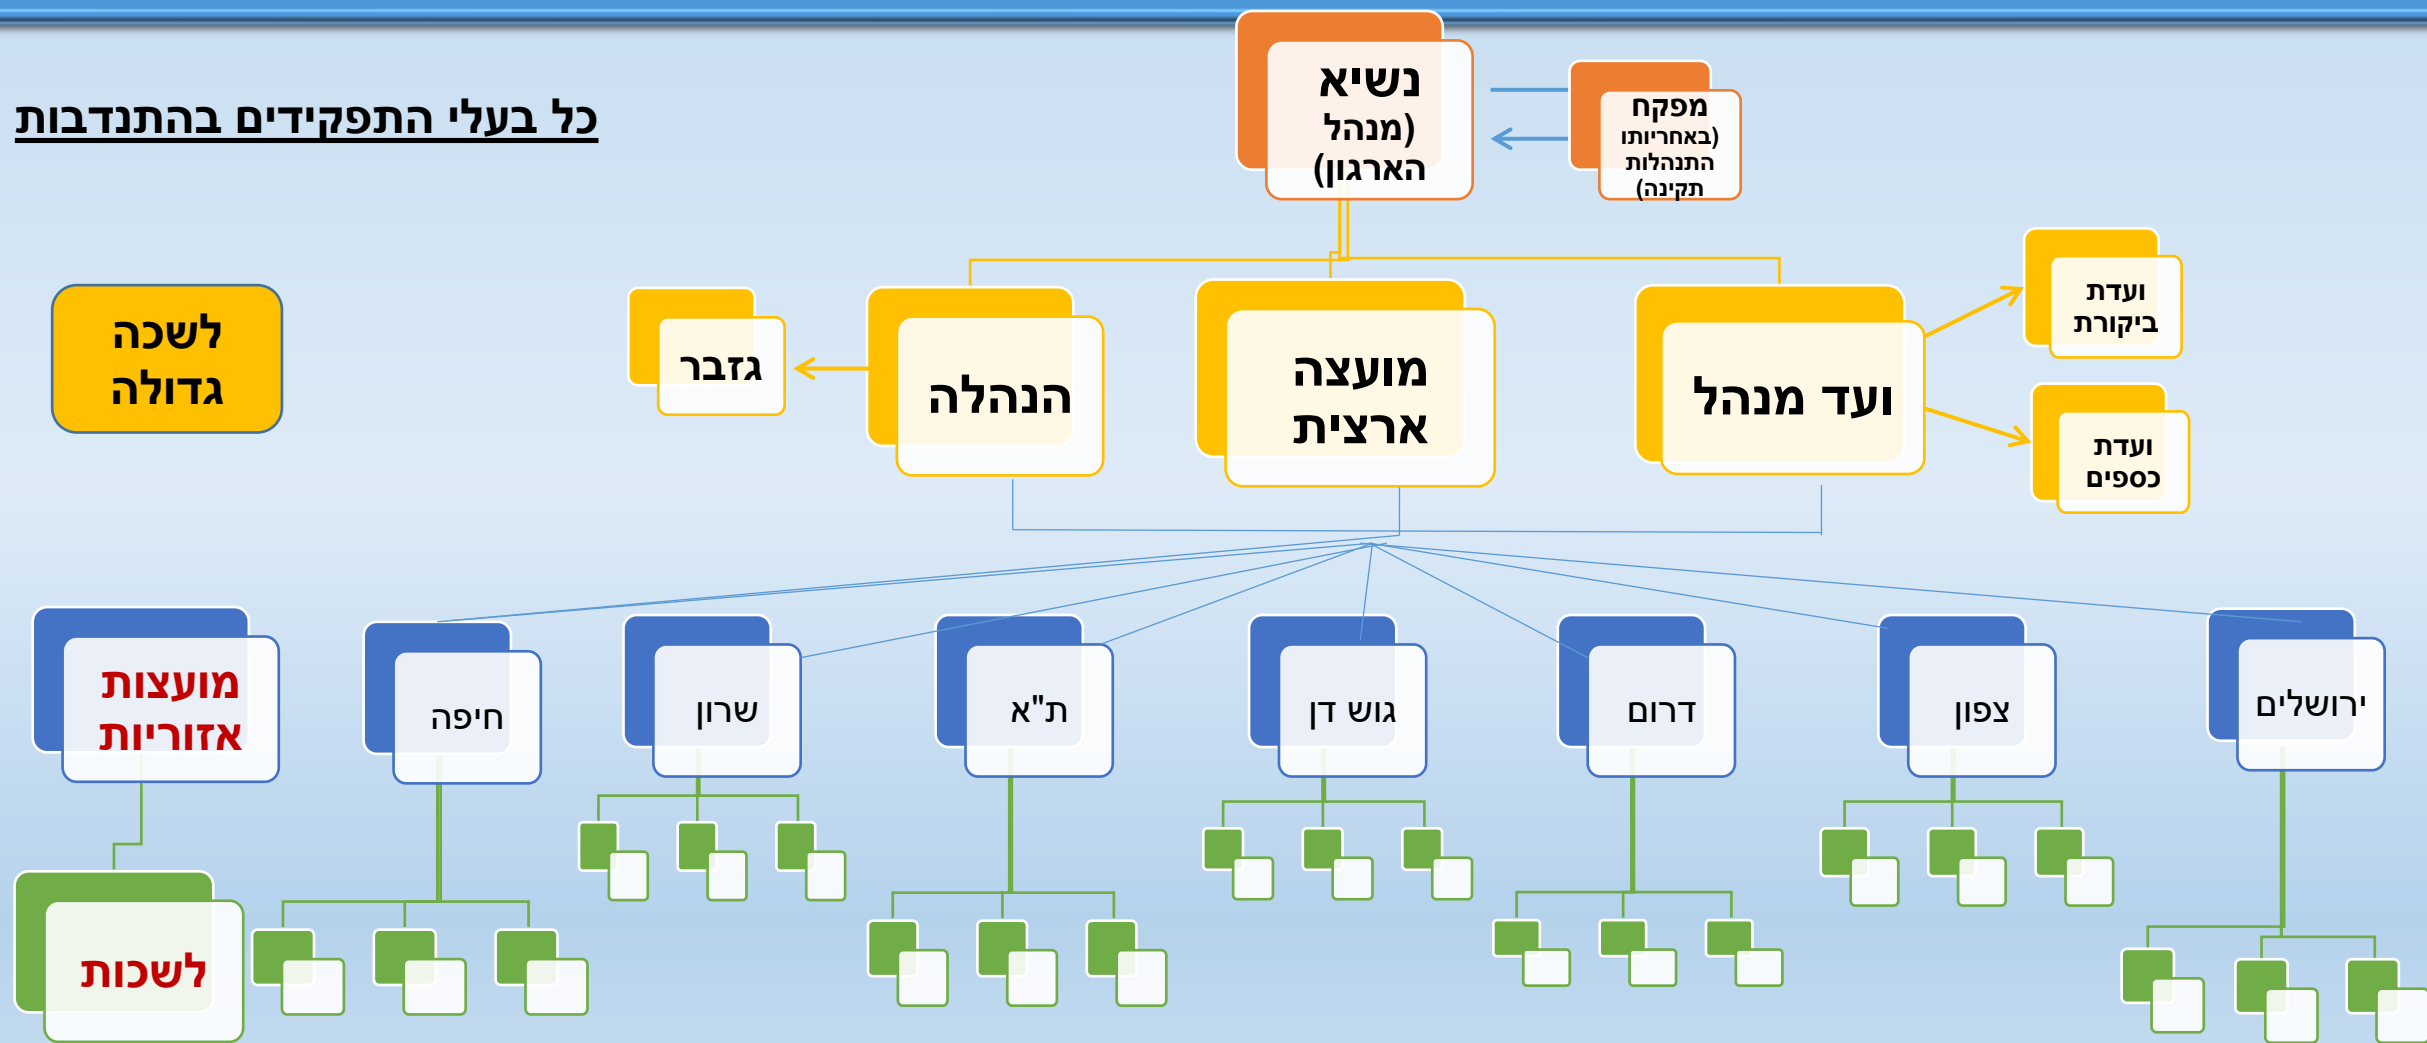 כל בעלי התפקידים בהתנדבות
נשיא
(מנהל
הארגון)
מפקח
(באחריותו
התנהלות
תקינה)
ועדת
ביקורת
ועדת
כספים
ועד מנהל
מועצה
ארצית
הנהלה
גזבר
לשכה
גדולה
ירושלים
צפון
דרום
גוש דן
ת"א
שרון
חיפה
מועצות
אזוריות
לשכות